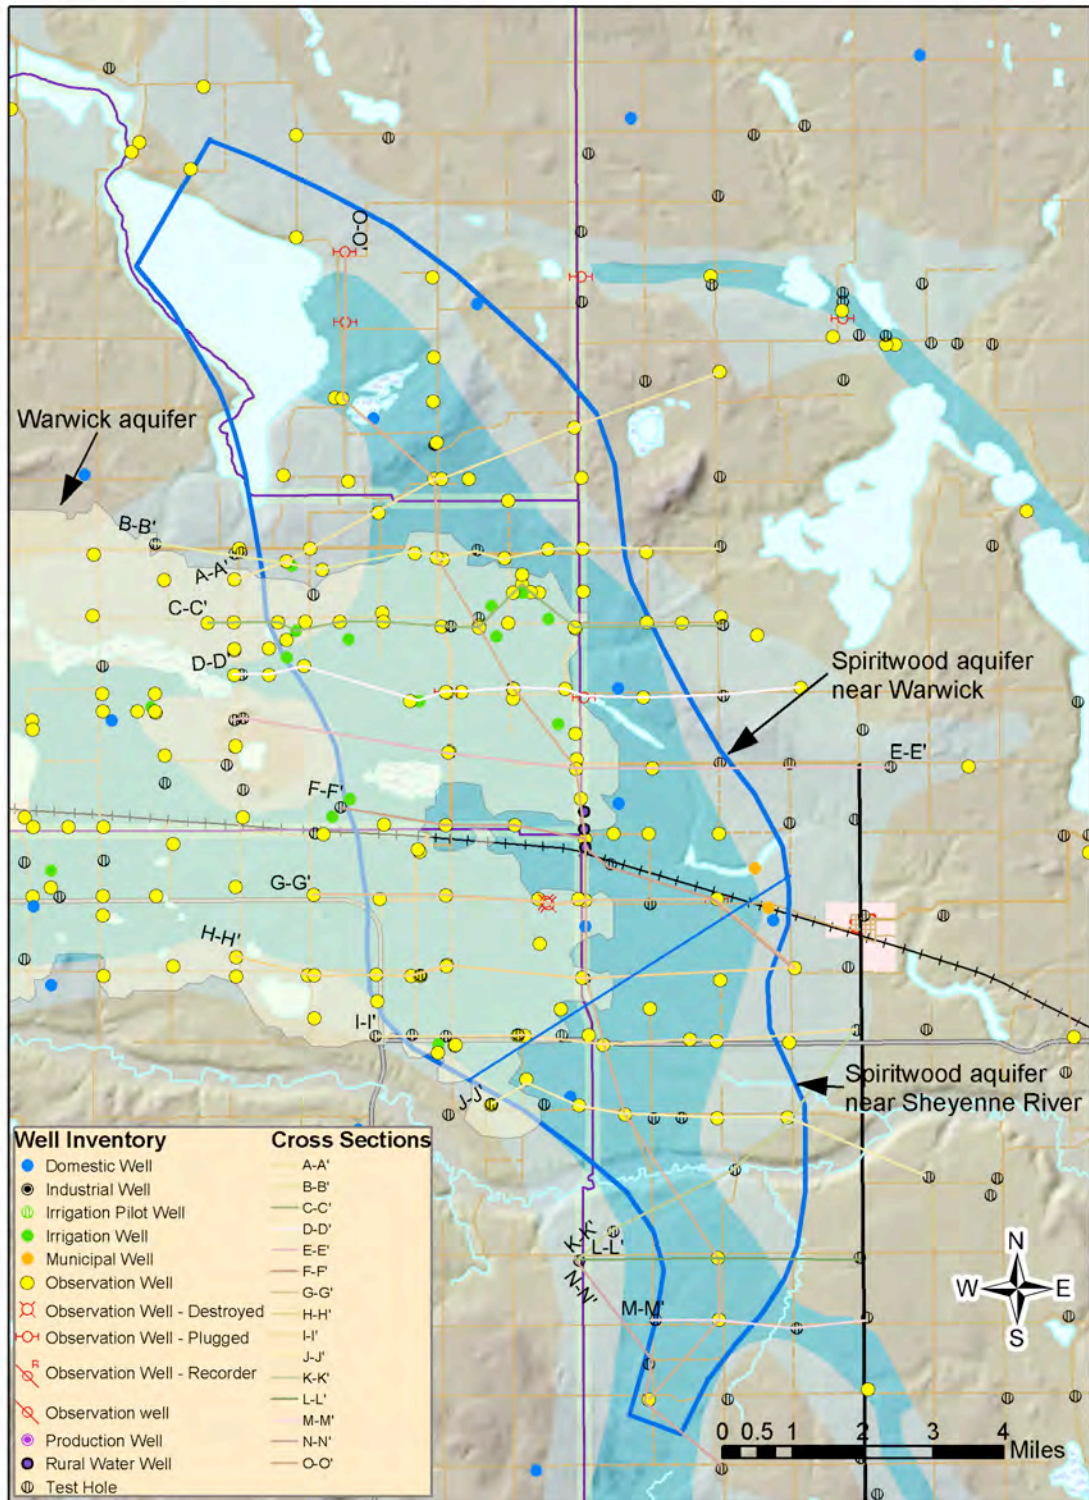 O-O'
O'
Warwick aquifer
B-B'
A-A'
C-C'
D-D'
Spiritwood aquifer
near Warwick
E-E'
F-F'
G-G'
H-H'
I-I'
Spiritwood aquifer
near Sheyenne River
J-J'
K-K'
L-L'
N-N'
M-M'
Well Inventory
Domestic Well
Industrial Well
Irrigation Pilot Well
Irrigation Well
Municipal Well
Observation Well
Observation Well - Destroyed
Observation Well - Plugged
R
Observation Well - Recorder
Observation well
Production Well
Rural Water Well
Test Hole
Cross Sections
A-A'
B-B'
C-C'
D-D'
E-E'
F-F'
G-G'
H-H'
I-I'
J-J'
K-K'
L-L'
M-M'
N-N'
O-O'
N
W E
S
0 0.5 1 2 3 4
Miles